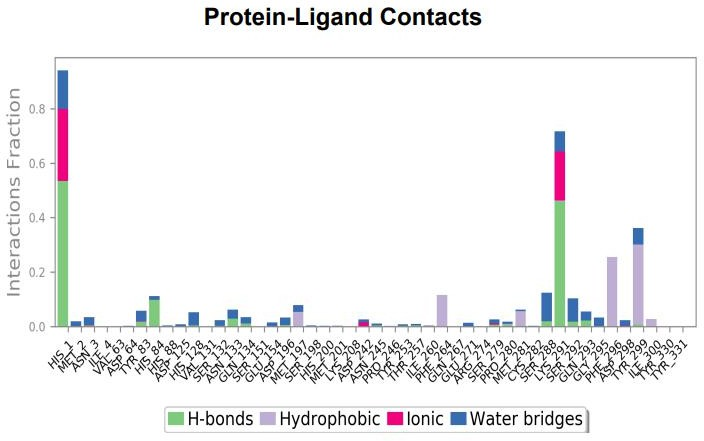 Protein-Ligand Contacts
Interactions Fraction
0.8
0.6
0.4
0.2
0.0
HIS_1
MET_2
ASN_3
ILE_4
VAL_63
ASP_64
TYR_83
HIS_84
HIS_88
ASP_125
HIS_128
VAL_131
SER_132
ASN_133
GLN_134
SER_151
GLU_154
ASP_196
MET_197
SER_198
HIS_200
MET_201
LYS_208
ASP_242
ASN_245
PRO_246
TYR_253
THR_257
ILE_260
PHE_264
GLN_267
GLU_271
ARG_274
SER_279
PRO_280
MET_281
CYS_282
SER_288
LYS_291
SER_292
GLN_293
GLY_295
PHE_296
ASP_298
TYR_299
ILE_300
TYR_330
TYR_331
H-bonds Hydrophobic Ionic Water bridges